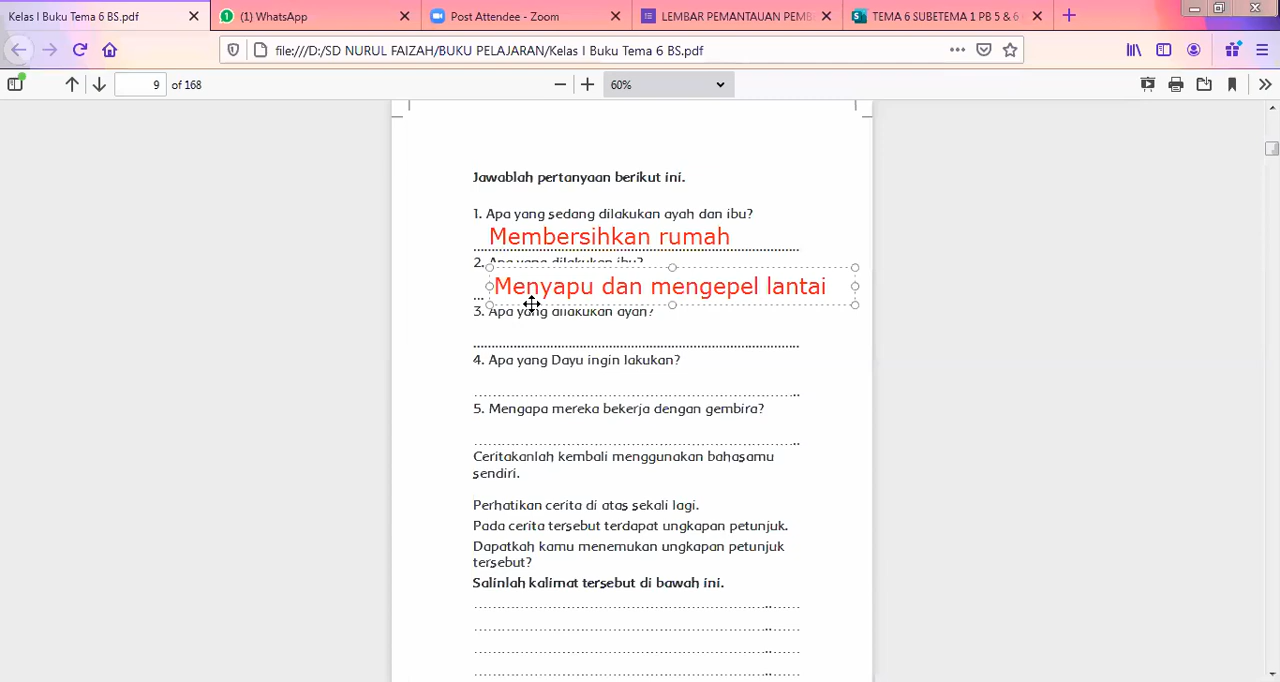 Kelas I Buku Tema 6 BS.pdf
(1) WhatsApp
Post Attendee - Zoom
LEMBAR PEMANTAUAN PEMB
TEMA 6 SUBETEMA 1 PB 5 & 6
file:///D:/SD NURUL FAIZAH/BUKU PELAJARAN/Kelas I Buku Tema 6 BS.pdf
9 of 168
60%
Jawablah pertanyaan berikut ini.
1. Apa yang sedang dilakukan ayah dan ibu?
Membersihkan rumah
2. Apa yang dilakukan ibu?
Menyapu dan mengepel lantai
3. Apa yang dilakukan ayah?
4. Apa yang Dayu ingin lakukan?
5. Mengapa mereka bekerja dengan gembira?
Ceritakanlah kembali menggunakan bahasamu
sendiri.
Perhatikan cerita di atas sekali lagi.
Pada cerita tersebut terdapat ungkapan petunjuk.
Dapatkah kamu menemukan ungkapan petunjuk
tersebut?
Salinlah kalimat tersebut di bawah ini.